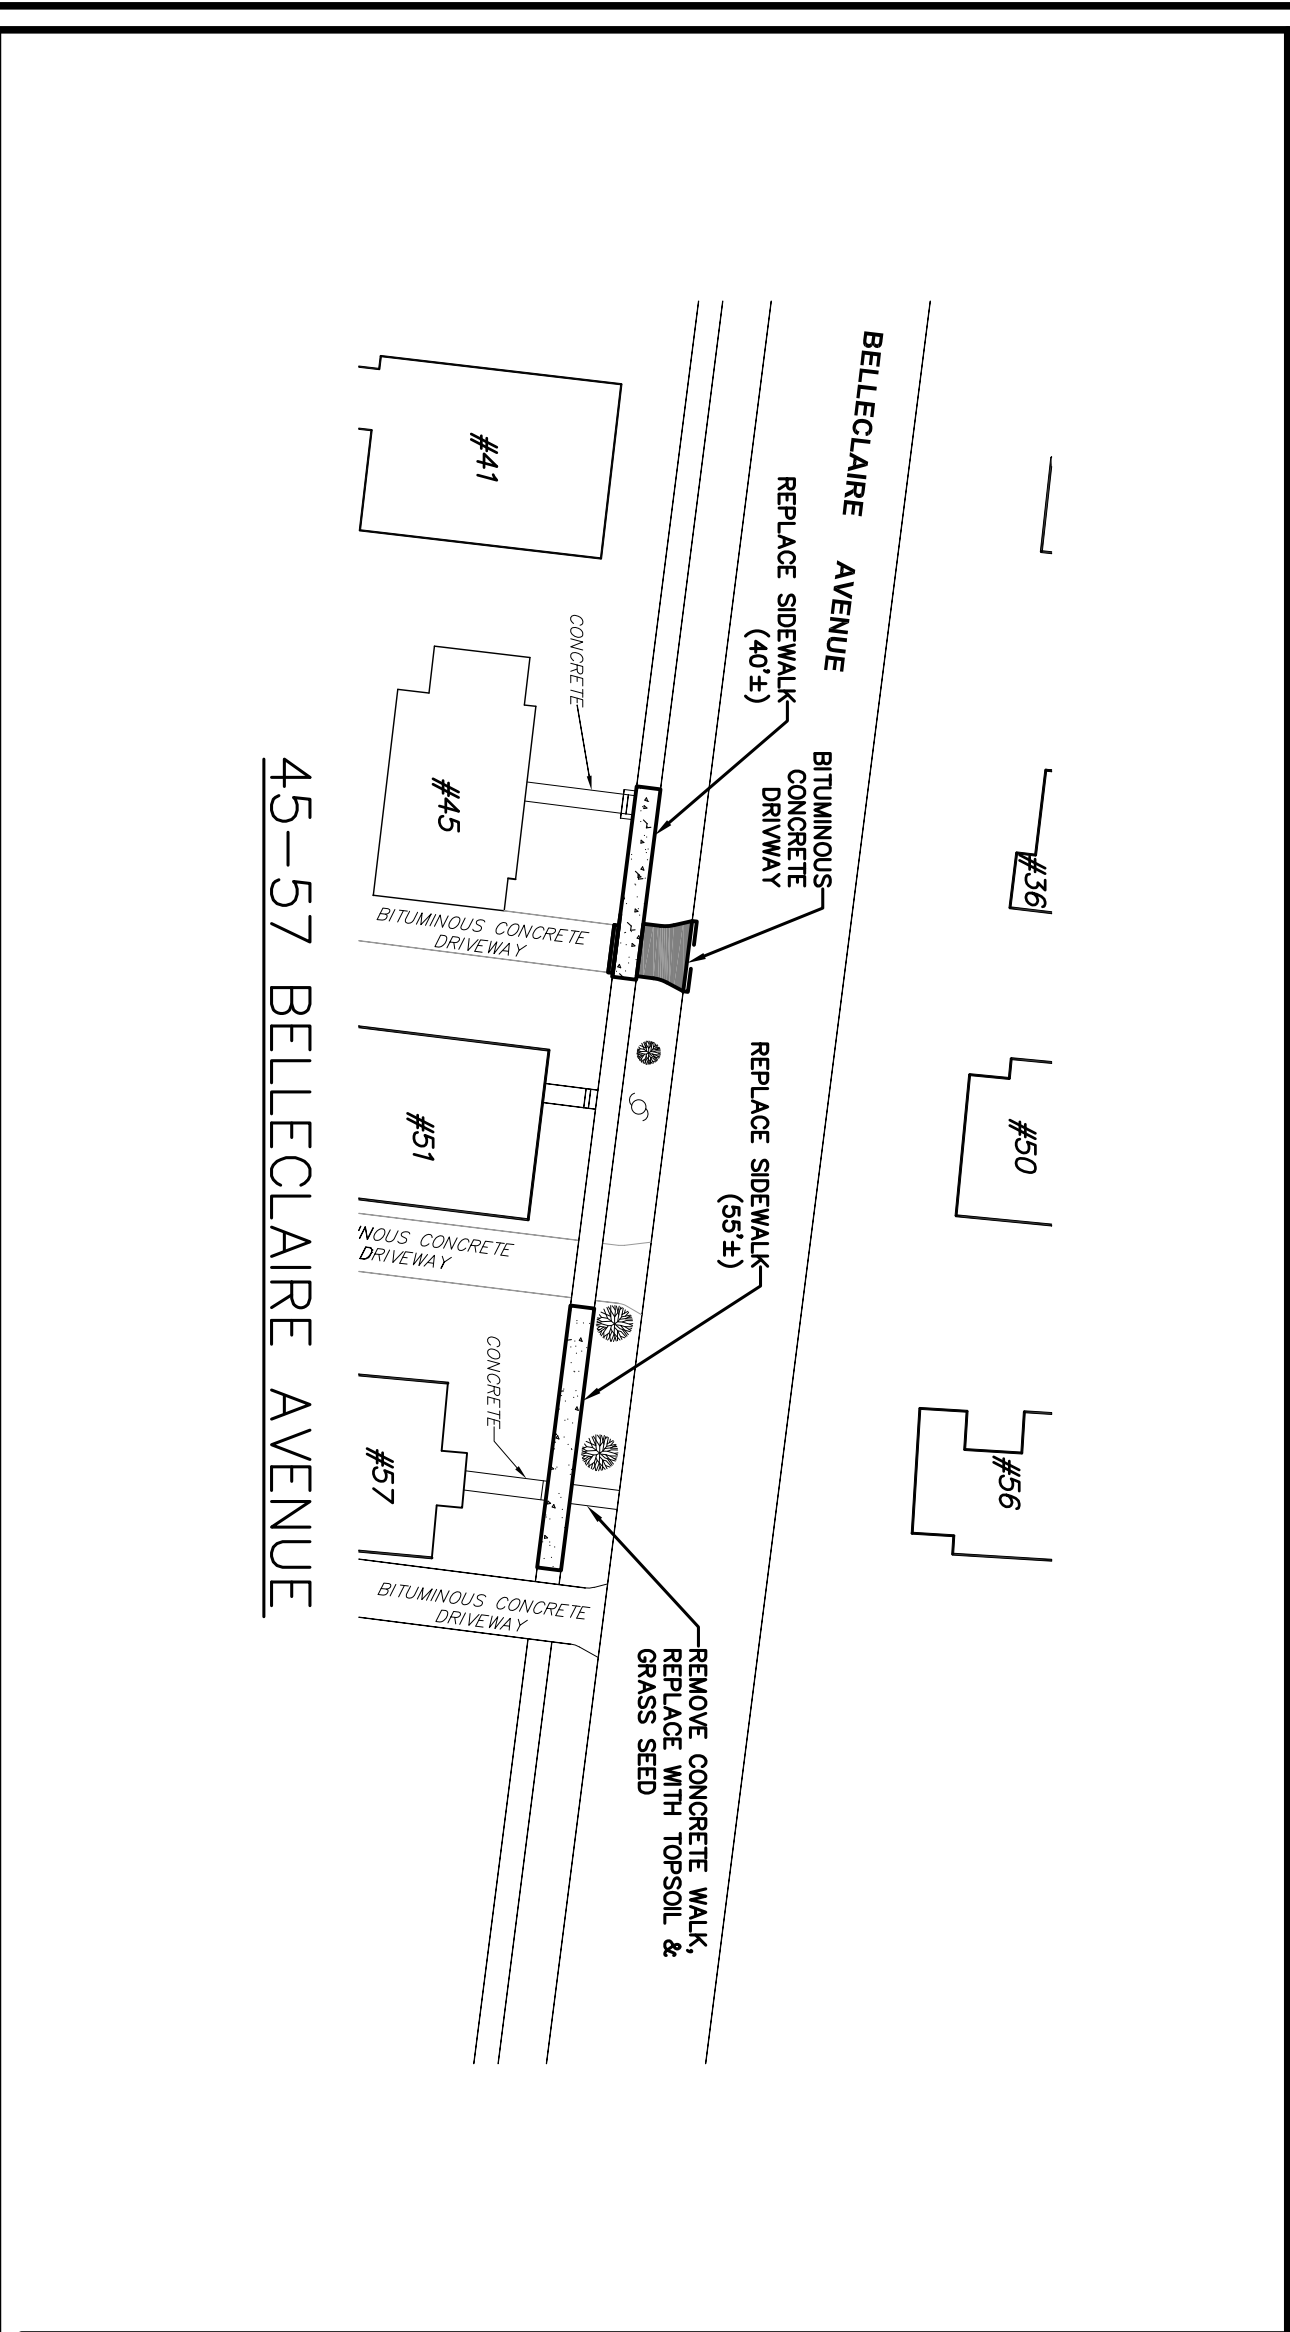 BELLECLAIRE AVENUE
#36
#50
#56
REPLACE SIDEWALK
(40'±)
BITUMINOUS
CONCRETE
DRIVWAY
REPLACE SIDEWALK
(55'±)
REMOVE CONCRETE WALK,
REPLACE WITH TOPSOIL &
GRASS SEED
#41
CONCRETE
#45
BITUMINOUS CONCRETE
DRIVEWAY
#51
'NOUS CONCRETE
DRIVEWAY
CONCRETE
#57
BITUMINOUS CONCRETE
DRIVEWAY
45-57 BELLECLAIRE AVENUE